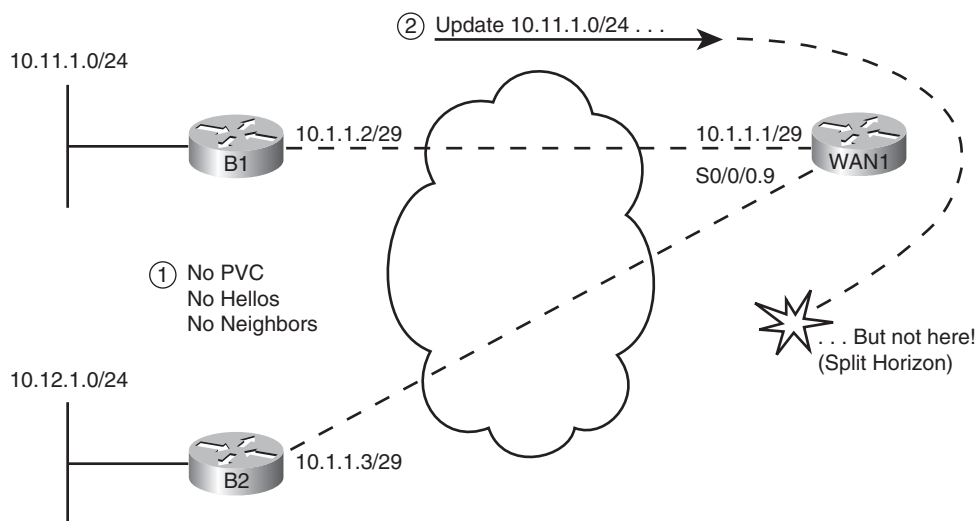 ② Update 10.11.1.0/24 . . .
10.11.1.0/24
10.1.1.2/29
10.1.1.1/29
B1
WAN1
S0/0/0.9
① No PVC
No Hellos
No Neighbors
. . . But not here!
(Split Horizon)
10.12.1.0/24
10.1.1.3/29
B2